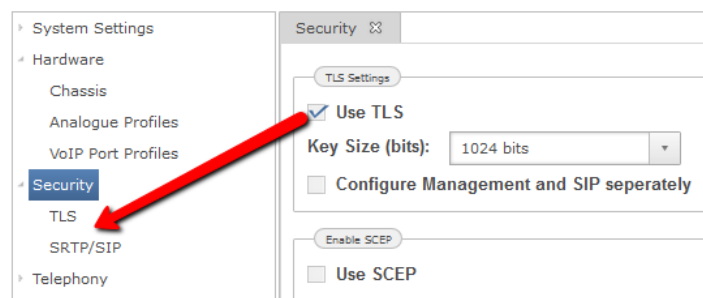 System Settings
Hardware
Chassis
Analogue Profiles
VoIP Port Profiles
Security
TLS
SRTP/SIP
Telephony
Security
TLS Settings
Use TLS
Key Size (bits): 1024 bits
Configure Management and SIP seperately
Enable SCEP
Use SCEP